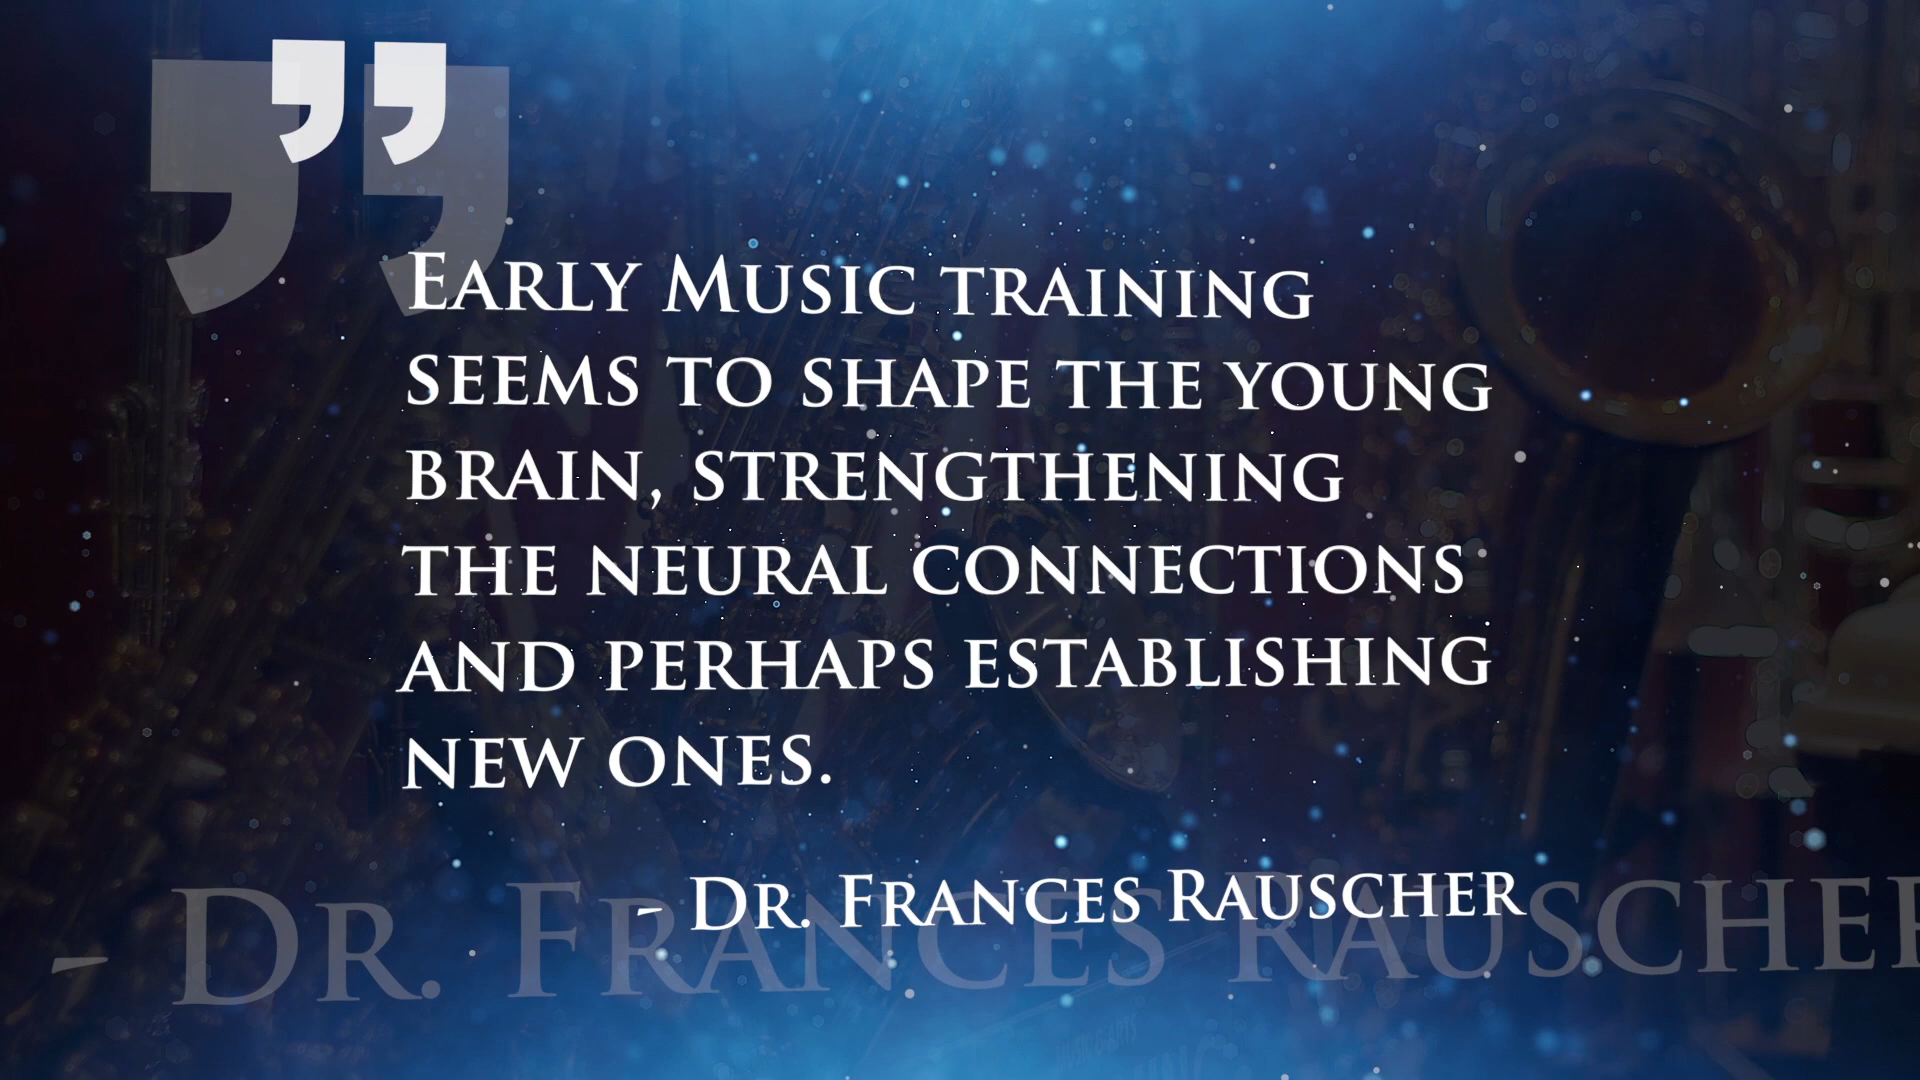 ”
Early Music training
seems to shape the young
brain, strengthening
the neural connections
and perhaps establishing
new ones.
- Dr. Frances Rauscher
- Dr. Frances Rauscher